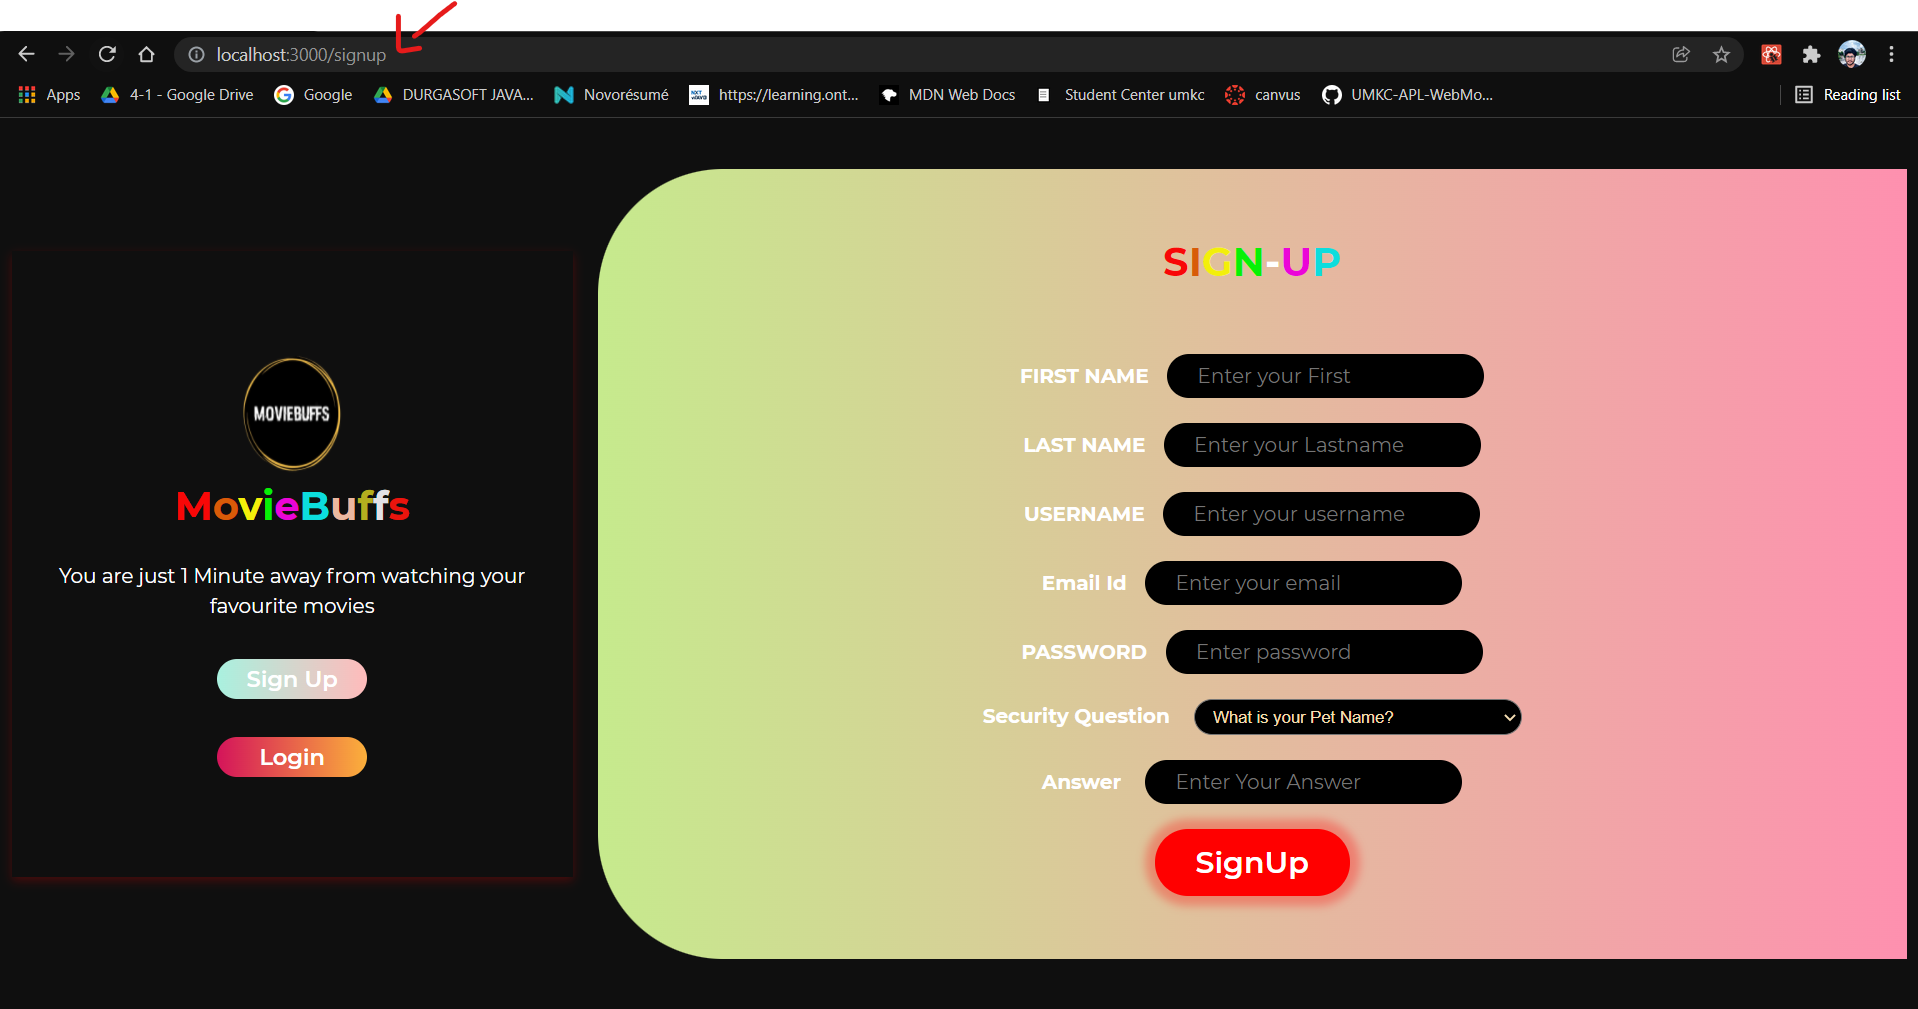 localhost:3000/signup
Apps 4-1 - Google Drive Google DURGASOFT JAVA... Novorésumé https://learning.ont... MDN Web Docs Student Center umkc canvus UMKC-APL-WebMo... Reading list
MOVIEBUFFS
MovieBuffs
You are just 1 Minute away from watching your
favourite movies
Sign Up
Login
SIGN-UP
FIRST NAME Enter your First
LAST NAME Enter your Lastname
USERNAME Enter your username
Email Id Enter your email
PASSWORD Enter password
Security Question What is your Pet Name?
Answer Enter Your Answer
SignUp